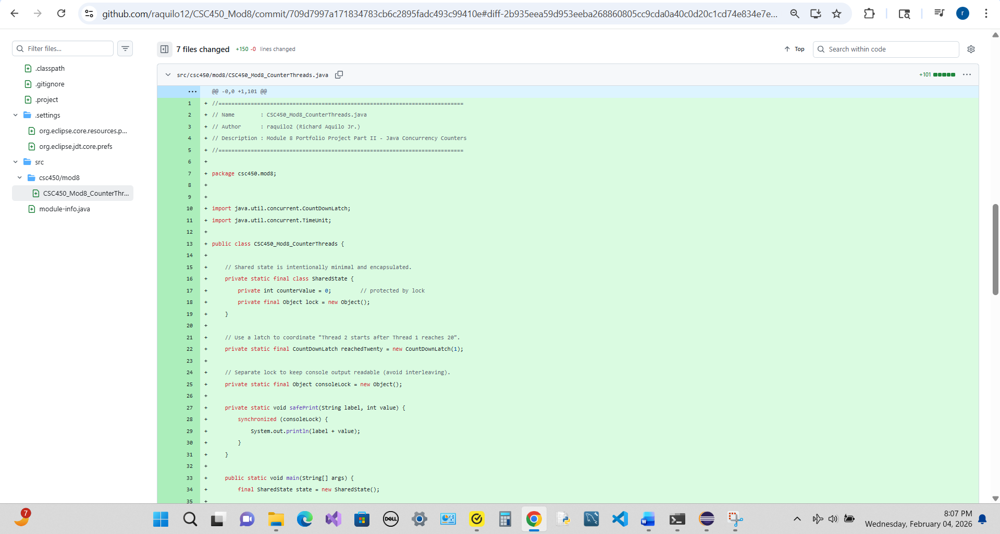 github.com/raquilo12/CSC450_Mod8/commit/709d7997a171834783cb6c2895fadc493c99410e#diff-2b935eea59d953eeba268860805cc9cda0a40c0d20c1cd74e834e7e...
r
Filter files...
.classpath
.gitignore
.project
.settings
org.eclipse.core.resources.p...
org.eclipse.jdt.core.prefs
src
csc450/mod8
CSC450_Mod8_CounterThr...
module-info.java
7 files changed +150 -0 lines changed
Top
Search within code
src/csc450/mod8/CSC450_Mod8_CounterThreads.java
+101
@@ -0,0 +1,101 @@
1 + //============================================================================
2 + // Name        : CSC450_Mod8_CounterThreads.java
3 + // Author      : raquilo2 (Richard Aquilo Jr.)
4 + // Description : Module 8 Portfolio Project Part II - Java Concurrency Counters
5 + //============================================================================
6 +
7 + package csc450.mod8;
8 +
9 +
10 + import java.util.concurrent.CountDownLatch;
11 + import java.util.concurrent.TimeUnit;
12 +
13 + public class CSC450_Mod8_CounterThreads {
14 +
15 +     // Shared state is intentionally minimal and encapsulated.
16 +     private static final class SharedState {
17 +         private int counterValue = 0;         // protected by lock
18 +         private final Object lock = new Object();
19 +     }
20 +
21 +     // Use a latch to coordinate "Thread 2 starts after Thread 1 reaches 20".
22 +     private static final CountDownLatch reachedTwenty = new CountDownLatch(1);
23 +
24 +     // Separate lock to keep console output readable (avoid interleaving).
25 +     private static final Object consoleLock = new Object();
26 +
27 +     private static void safePrint(String label, int value) {
28 +         synchronized (consoleLock) {
29 +             System.out.println(label + value);
30 +         }
31 +     }
32 +
33 +     public static void main(String[] args) {
34 +         final SharedState state = new SharedState();
35 +
7
DELL
W
8:07 PM
Wednesday, February 04, 2026